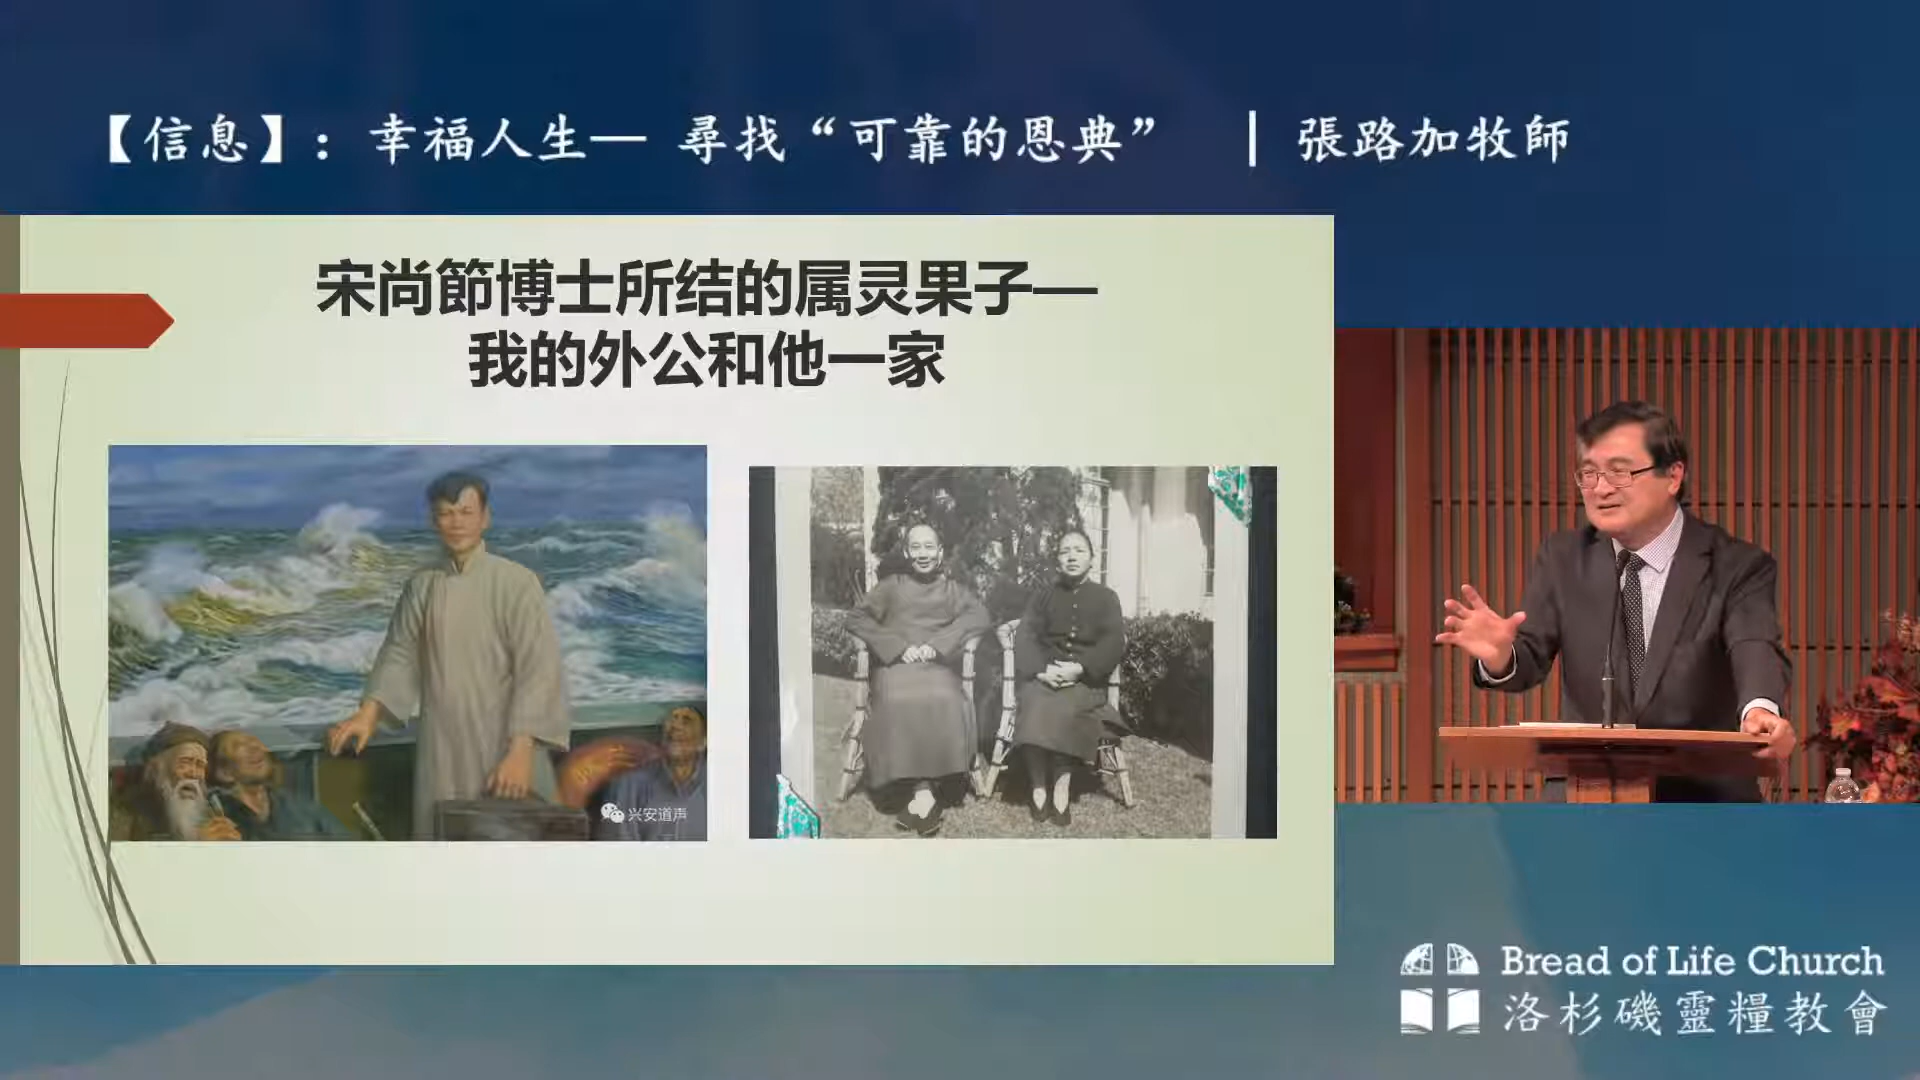 【信息】：幸福人生— 尋找“可靠的恩典” | 張路加牧師
宋尚節博士所结的属灵果子—
我的外公和他一家
兴安道声
Bread of Life Church
洛杉磯靈糧教會